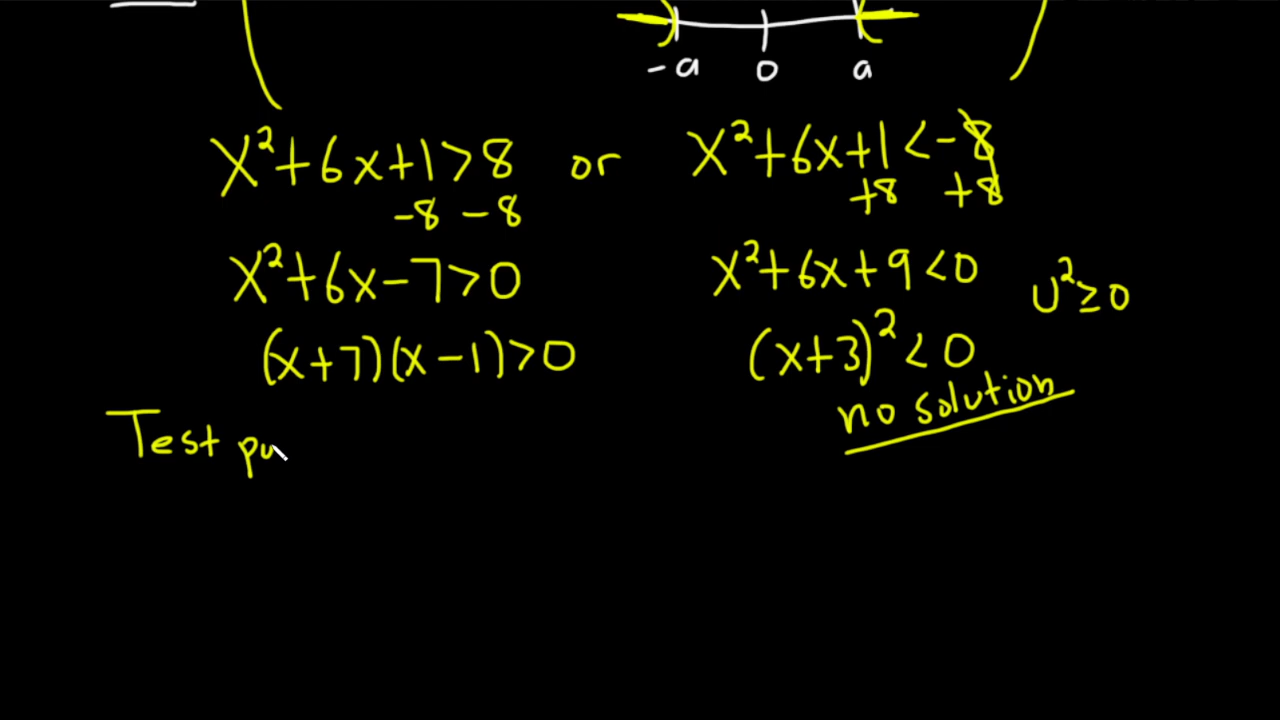 -a 0 a
x²+6x+1>8 or x²+6x+1<-8
-8 -8 +8 +8
x²+6x-7>0 x²+6x+9<0 u²≥0
(x+7)(x-1)>0 (x+3)²<0
no solution
Test